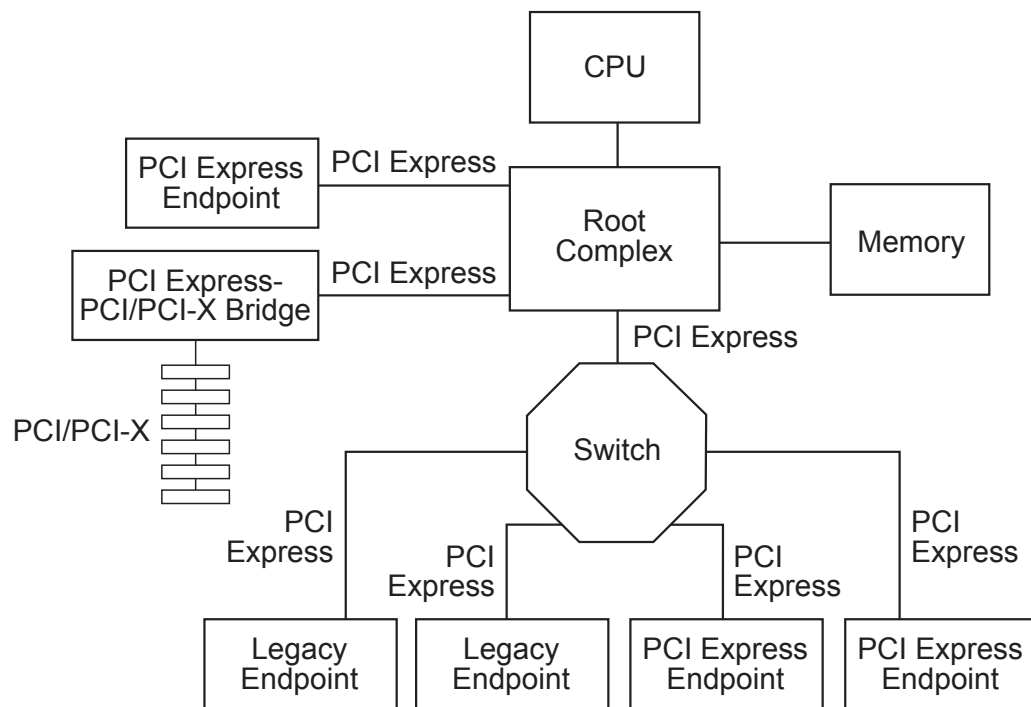 CPU
PCI Express
Endpoint
PCI Express
Root
Complex
Memory
PCI Express-
PCI/PCI-X Bridge
PCI Express
PCI Express
PCI/PCI-X
Switch
PCI
Express
PCI
Express
PCI
Express
PCI
Express
Legacy
Endpoint
Legacy
Endpoint
PCI Express
Endpoint
PCI Express
Endpoint